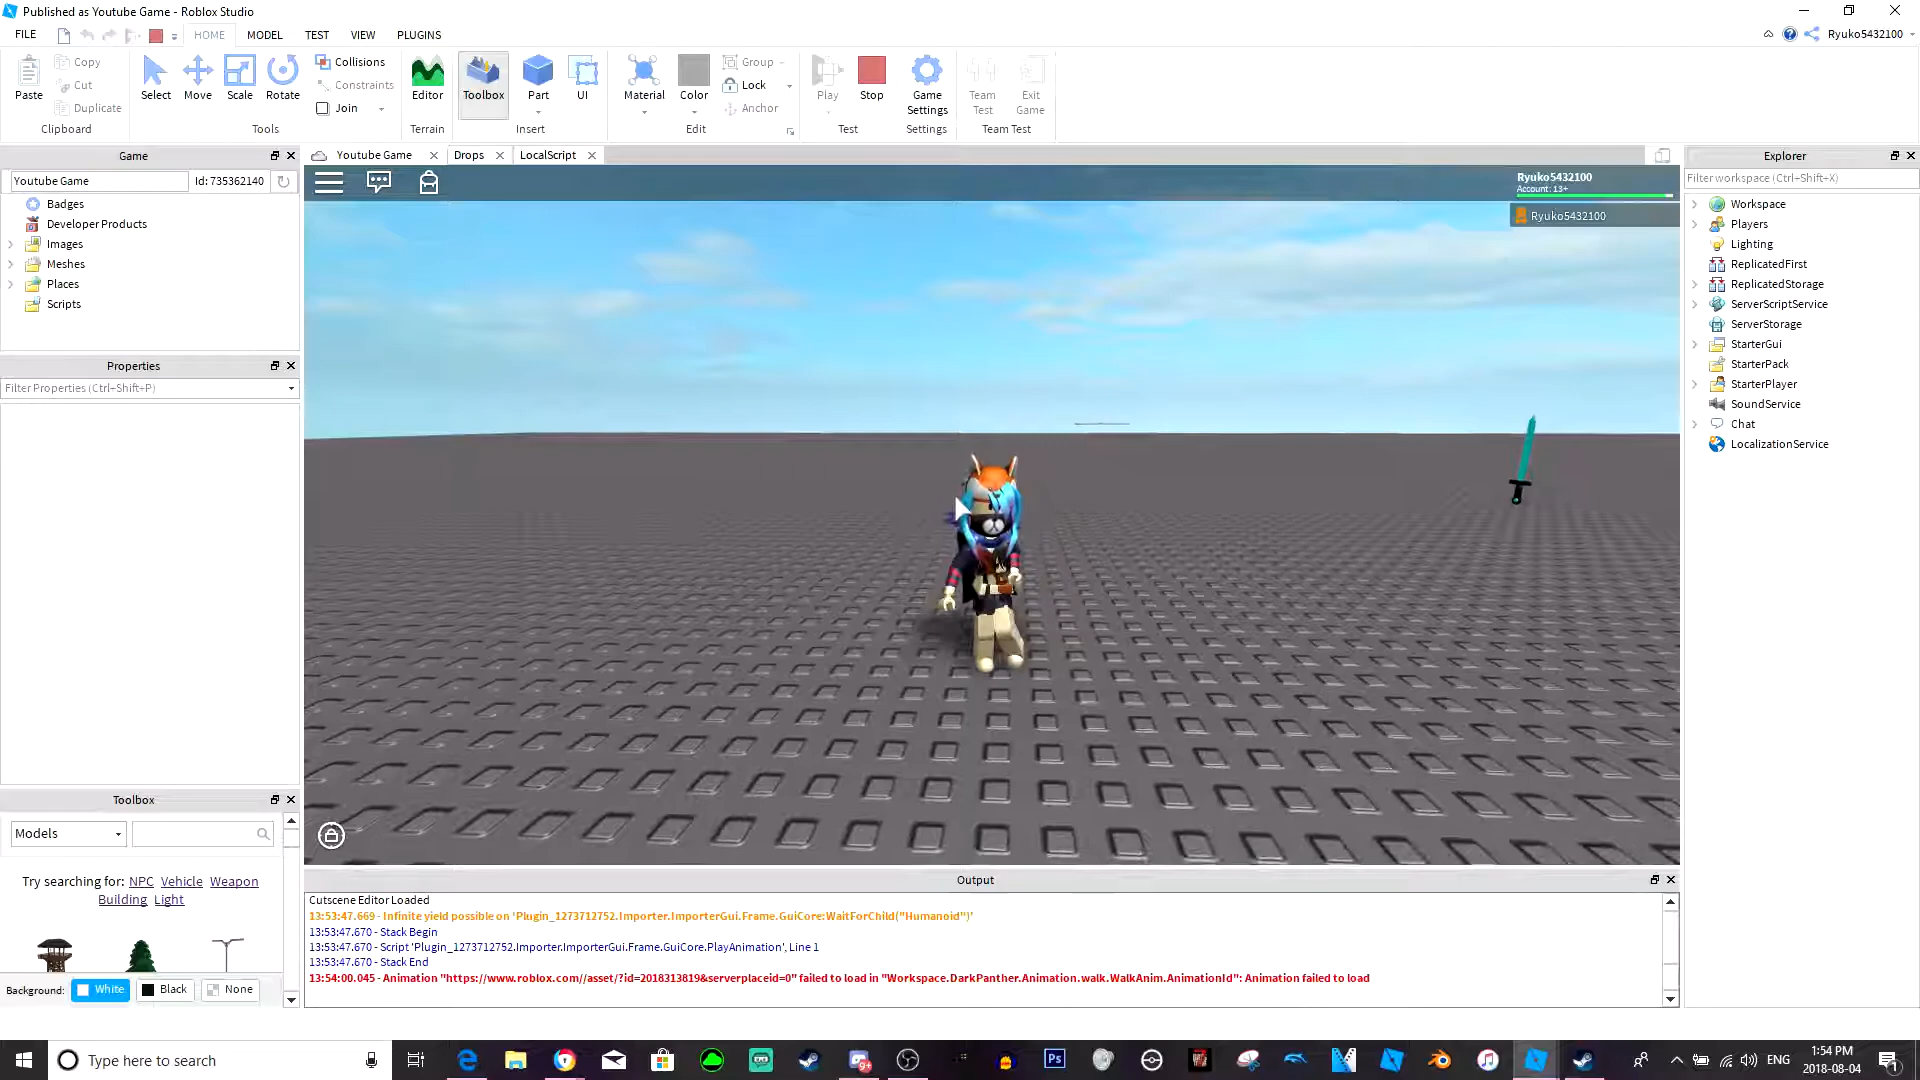 Published as Youtube Game - Roblox Studio
FILE
HOME
MODEL
TEST
VIEW
PLUGINS
Ryuko5432100
Paste
Copy
Cut
Duplicate
Clipboard
Select
Move
Scale
Rotate
Collisions
Constraints
Join
Tools
Editor
Terrain
Toolbox
Part
UI
Insert
Material
Color
Group
Lock
Anchor
Edit
Play
Stop
Test
Game
Settings
Settings
Team
Test
Exit
Game
Team Test
Game
Youtube Game
Id: 735362140
Badges
Developer Products
Images
Meshes
Places
Scripts
Properties
Filter Properties (Ctrl+Shift+P)
Toolbox
Models
Try searching for: NPC Vehicle Weapon
Building Light
Background: White Black None
Youtube Game
Drops
LocalScript
Ryuko5432100
Account: 13+
Ryuko5432100
Output
Cutscene Editor Loaded
13:53:47.669 - Infinite yield possible on 'Plugin_1273712752.Importer.ImporterGui.Frame.GuiCore:WaitForChild("Humanoid")'
13:53:47.670 - Stack Begin
13:53:47.670 - Script 'Plugin_1273712752.Importer.ImporterGui.Frame.GuiCore.PlayAnimation', Line 1
13:53:47.670 - Stack End
13:54:00.045 - Animation "https://www.roblox.com//asset/?id=2018313819&serverplaceid=0" failed to load in "Workspace.DarkPanther.Animation.walk.WalkAnim.AnimationId": Animation failed to load
Explorer
Filter workspace (Ctrl+Shift+X)
Workspace
Players
Lighting
ReplicatedFirst
ReplicatedStorage
ServerScriptService
ServerStorage
StarterGui
StarterPack
StarterPlayer
SoundService
Chat
LocalizationService
Type here to search
Ps
ENG
1:54 PM
2018-08-04